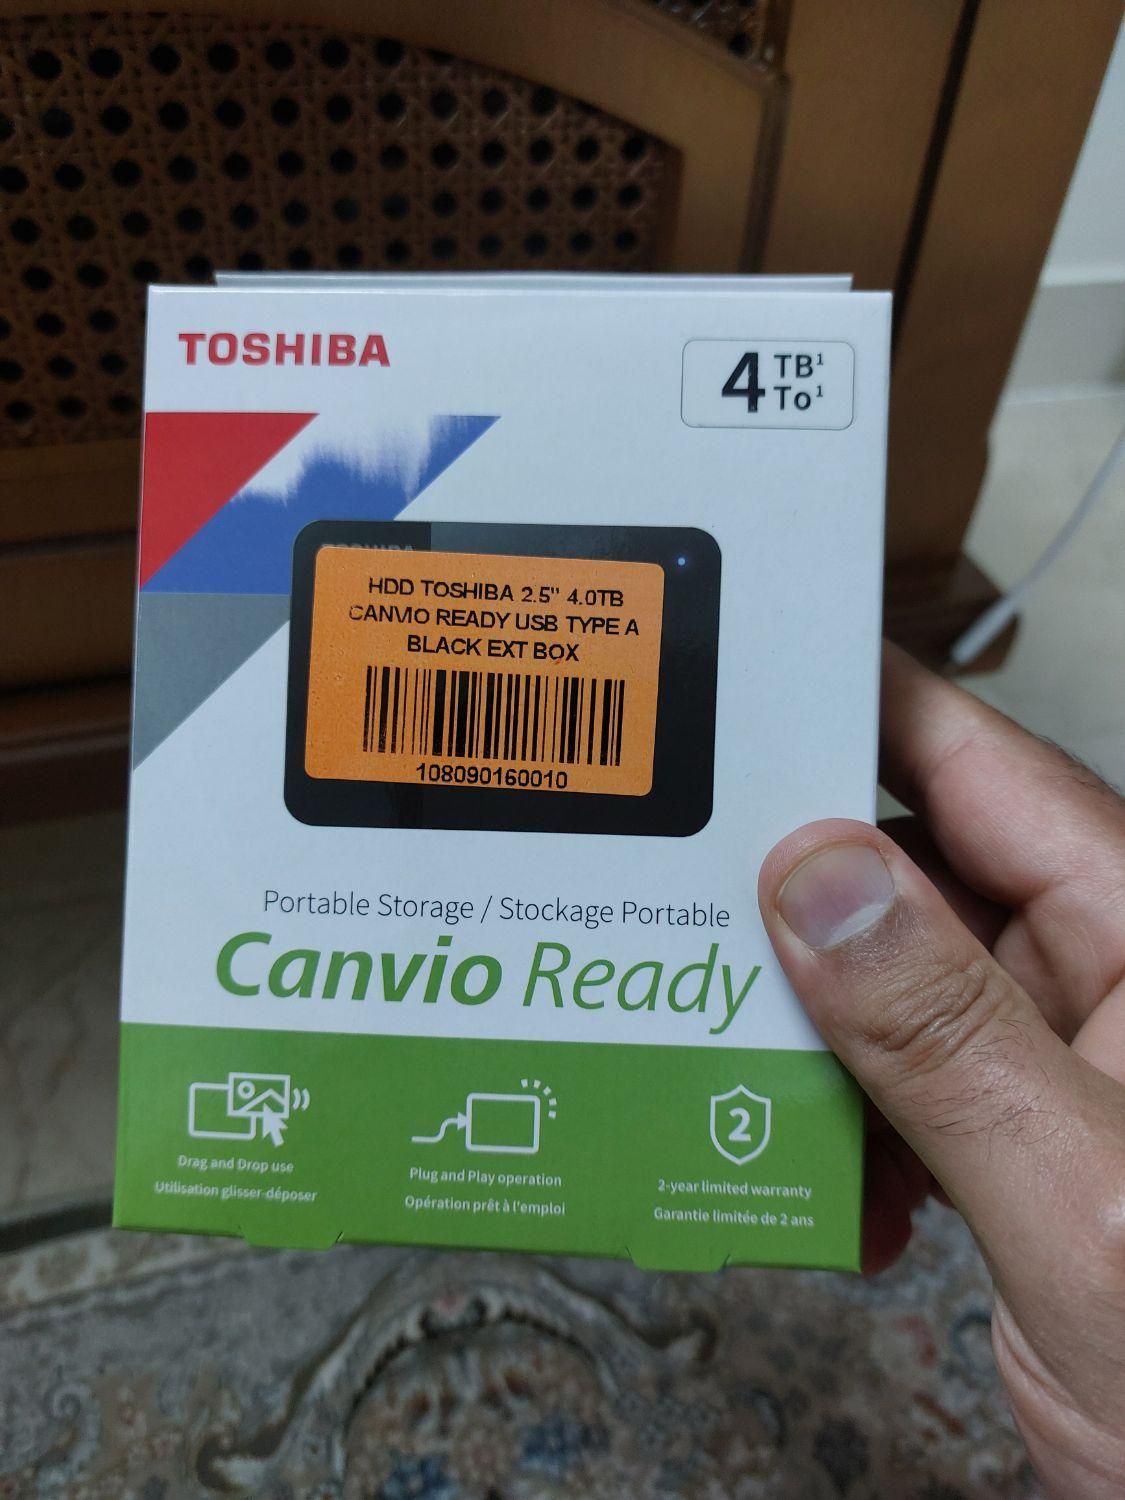 TOSHIBA
4 TB¹
To¹
TOSHIBA
HDD TOSHIBA 2.5" 4.0TB
CANVIO READY USB TYPE A
BLACK EXT BOX
108090160010
Portable Storage / Stockage Portable
Canvio Ready
2
Drag and Drop use
Utilisation glisser-déposer
Plug and Play operation
Opération prêt à l'emploi
2-year limited warranty
Garantie limitée de 2 ans